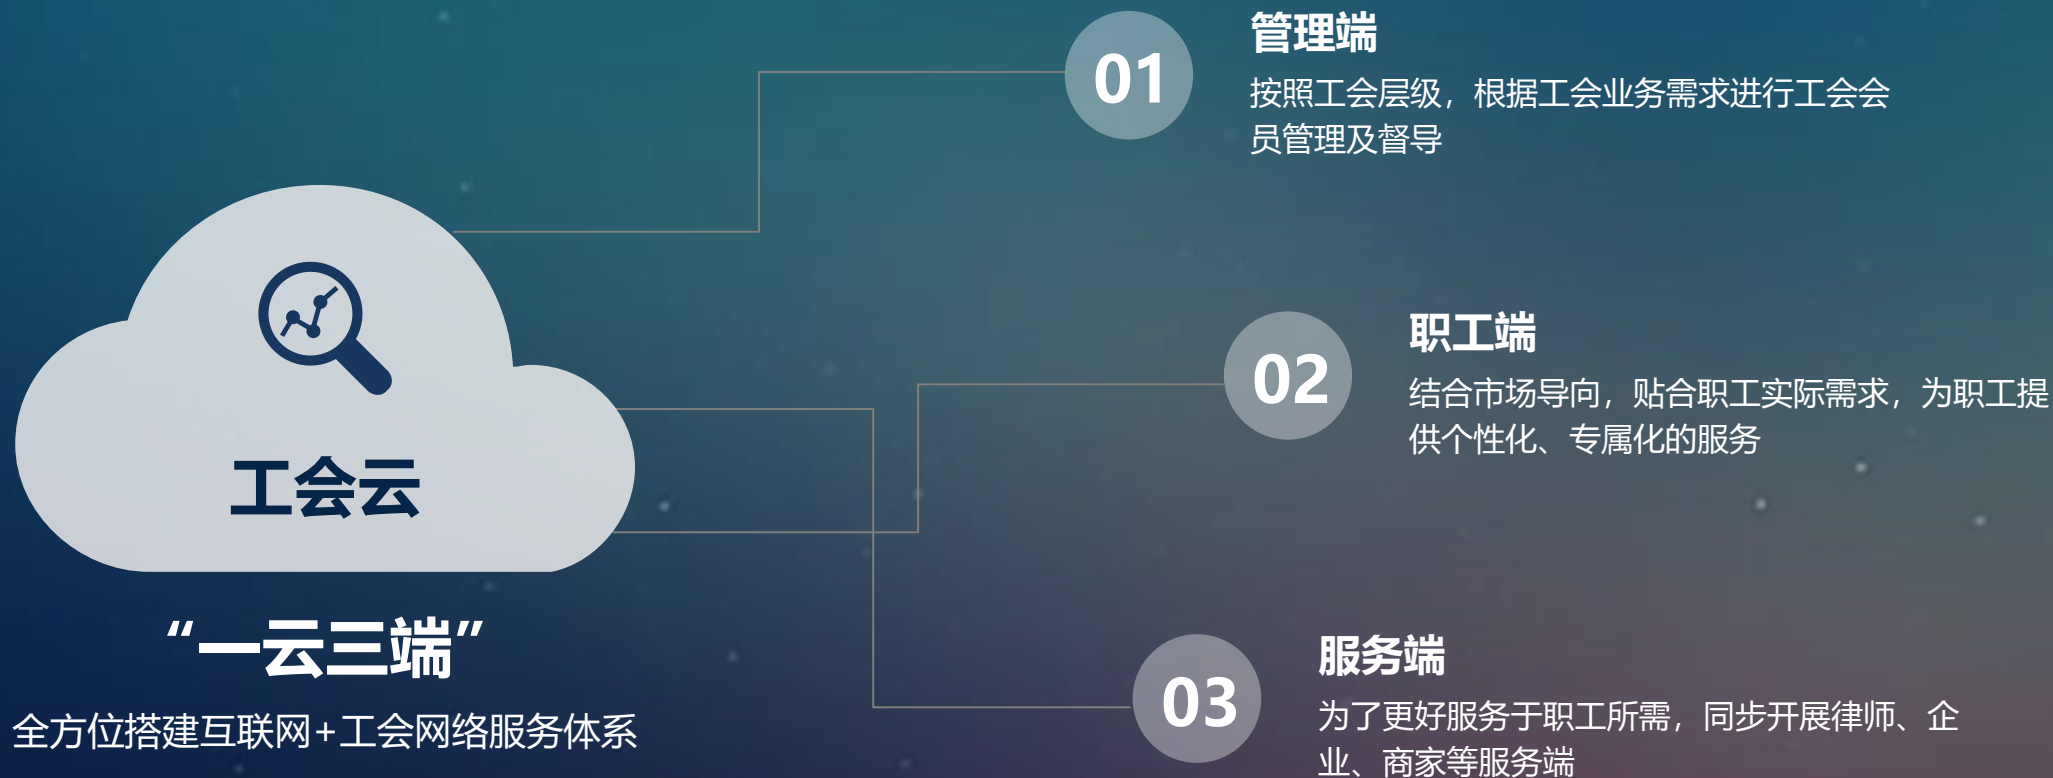 工会云
“一云三端”
全方位搭建互联网+工会网络服务体系
01
管理端
按照工会层级，根据工会业务需求进行工会会
员管理及督导
02
职工端
结合市场导向，贴合职工实际需求，为职工提
供个性化、专属化的服务
03
服务端
为了更好服务于职工所需，同步开展律师、企
业、商家等服务端